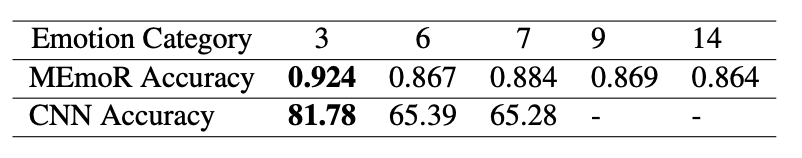 Emotion Category 3 6 7 9 14
MEmoR Accuracy 0.924 0.867 0.884 0.869 0.864
CNN Accuracy 81.78 65.39 65.28 - -